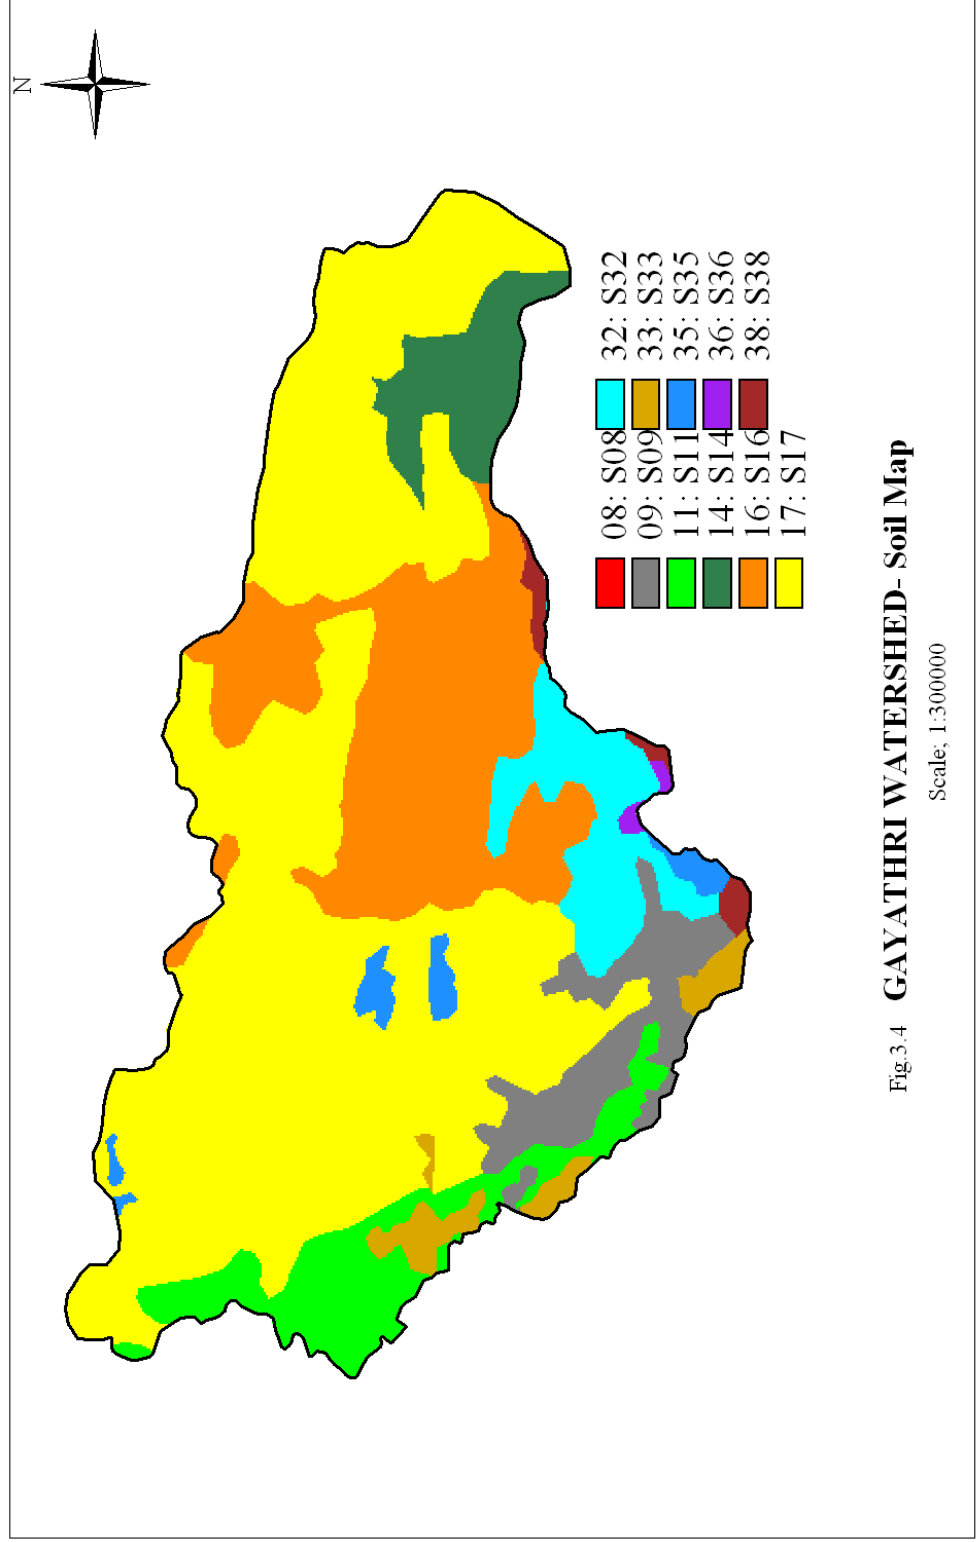 N
08: S08 32: S32
09: S09 33: S33
11: S11 35: S35
14: S14 36: S36
16: S16 38: S38
17: S17
Fig.3.4 GAYATHRI WATERSHED- Soil Map
Scale; 1:300000